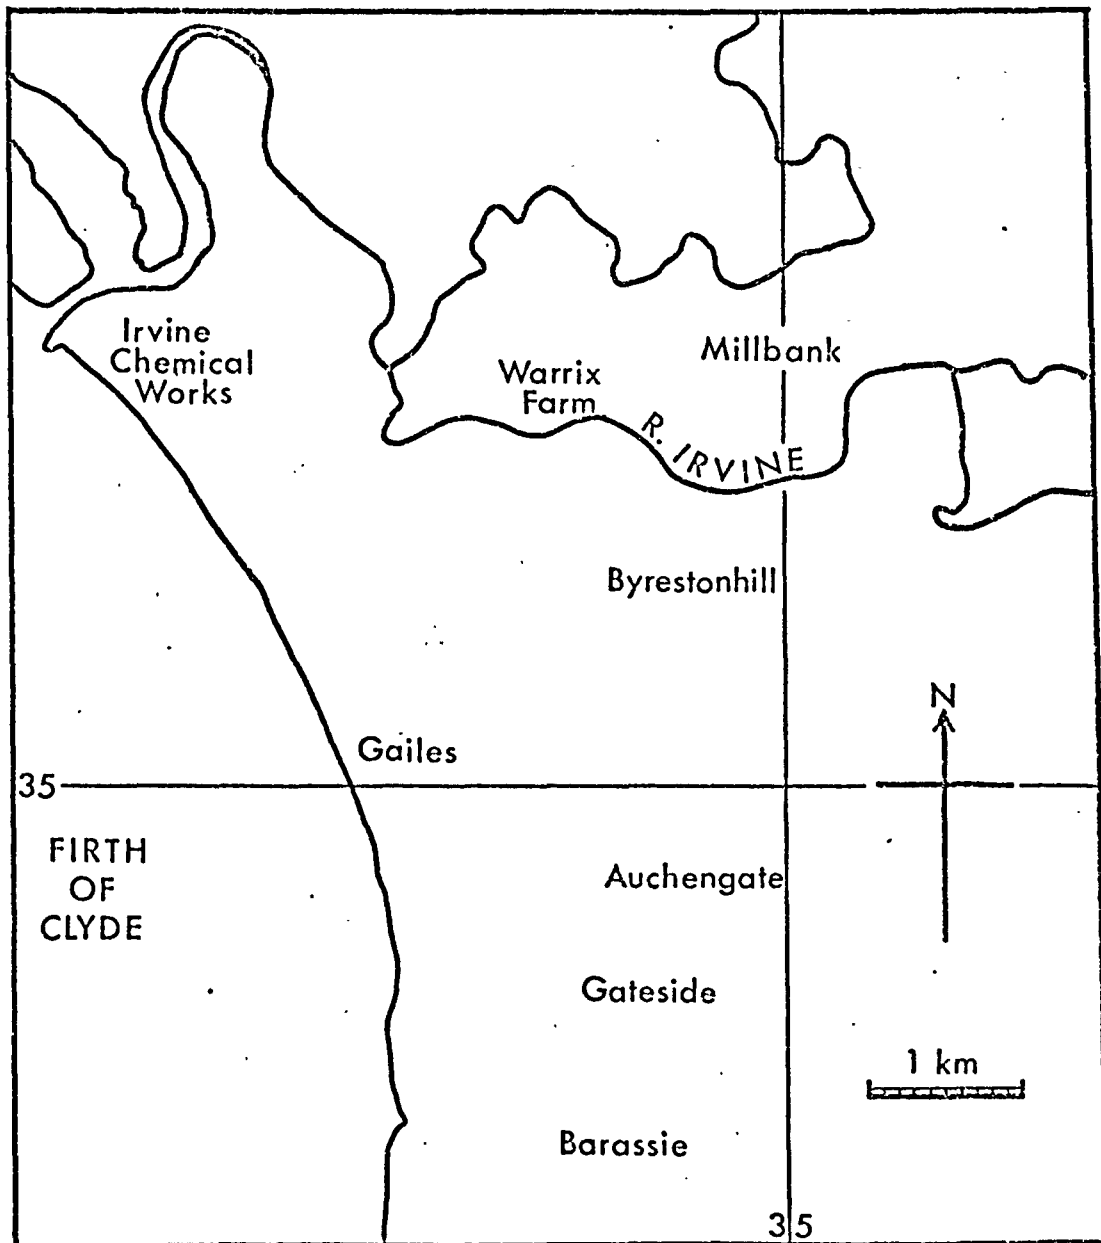 Irvine
Chemical
Works
Warrix
Farm
Millbank
R. IRVINE
Byrestonhill
N
Gailes
35
FIRTH
OF
CLYDE
Auchengate
Gateside
1 km
Barassie
35